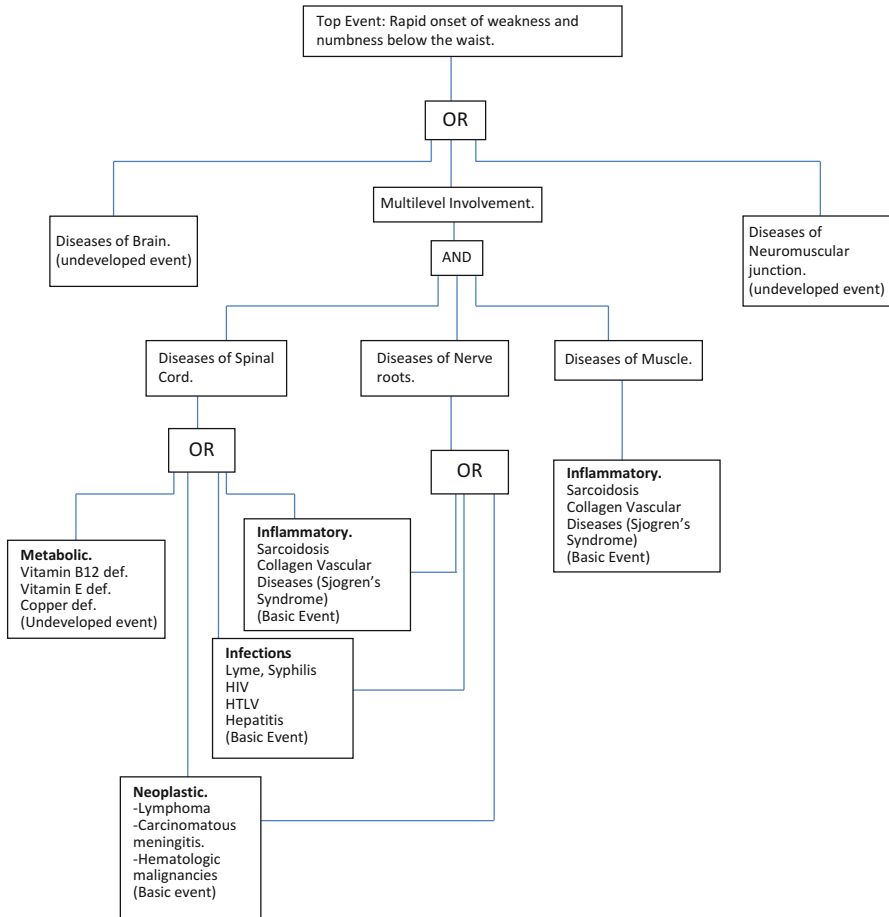 Top Event: Rapid onset of weakness and
numbness below the waist.
OR
Multilevel Involvement.
Diseases of Brain.
(undeveloped event)
Diseases of
Neuromuscular
junction.
(undeveloped event)
AND
Diseases of Spinal
Cord.
Diseases of Nerve
roots.
Diseases of Muscle.
OR
OR
Inflammatory.
Sarcoidosis
Collagen Vascular
Diseases (Sjogren's
Syndrome)
(Basic Event)
Metabolic.
Vitamin B12 def.
Vitamin E def.
Copper def.
(Undeveloped event)
Inflammatory.
Sarcoidosis
Collagen Vascular
Diseases (Sjogren's
Syndrome)
(Basic Event)
Infections
Lyme, Syphilis
HIV
HTLV
Hepatitis
(Basic Event)
Neoplastic.
-Lymphoma
-Carcinomatous
meningitis.
-Hematologic
malignancies
(Basic event)